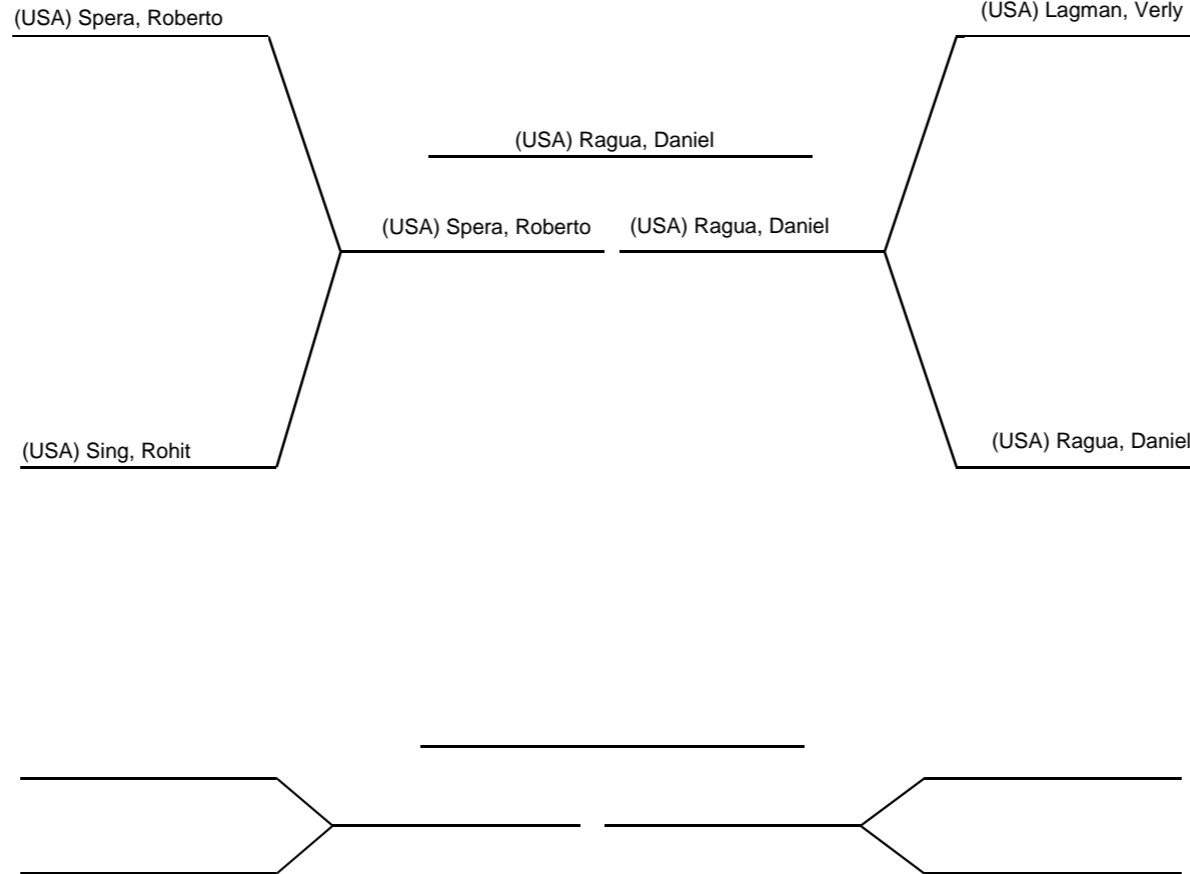 (USA) Spera, Roberto
(USA) Lagman, Verly
(USA) Ragua, Daniel
(USA) Spera, Roberto
(USA) Ragua, Daniel
(USA) Sing, Rohit
(USA) Ragua, Daniel